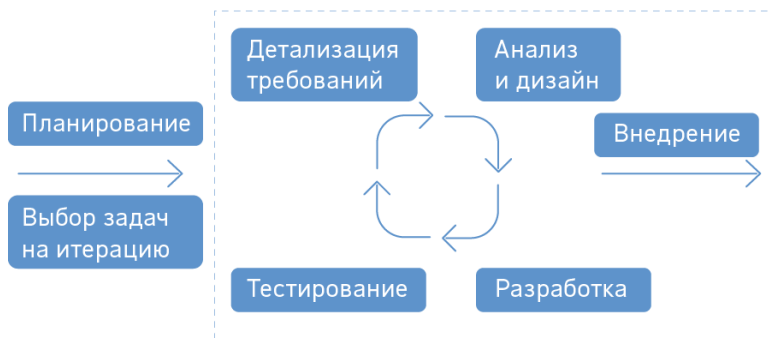 Планирование
Выбор задач
на итерацию
Детализация
требований
Анализ
и дизайн
Тестирование
Разработка
Внедрение